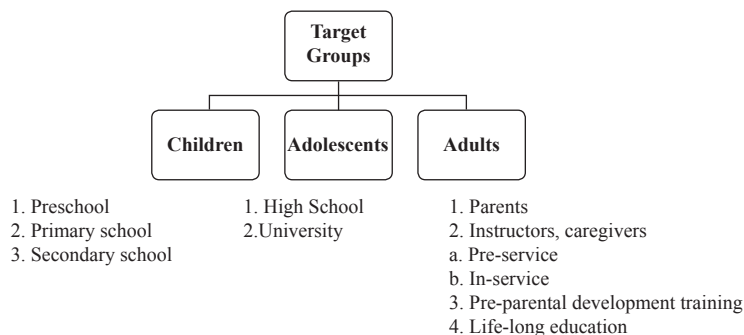 Target
Groups
Children
Adolescents
Adults
1. Preschool
2. Primary school
3. Secondary school
1. High School
2.University
1. Parents
2. Instructors, caregivers
a. Pre-service
b. In-service
3. Pre-parental development training
4. Life-long education